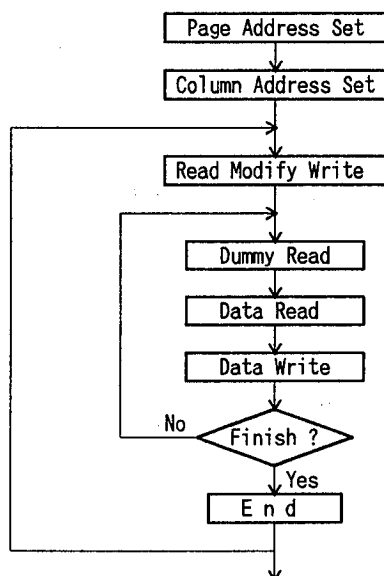 Page Address Set
Column Address Set
Read Modify Write
Dummy Read
Data Read
Data Write
No
Finish ?
Yes
E n d